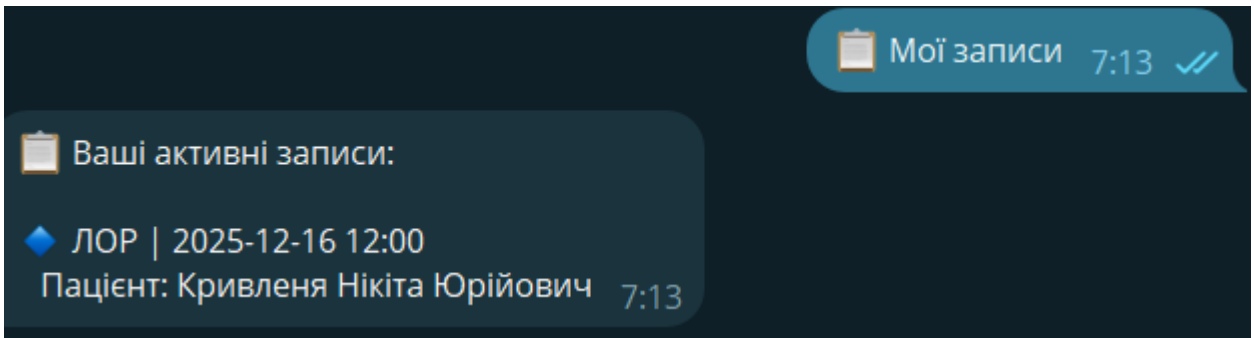 📋 Мої записи 7:13
📋 Ваші активні записи:
🔹 ЛОР | 2025-12-16 12:00
Пацієнт: Кривленя Нікіта Юрійович 7:13